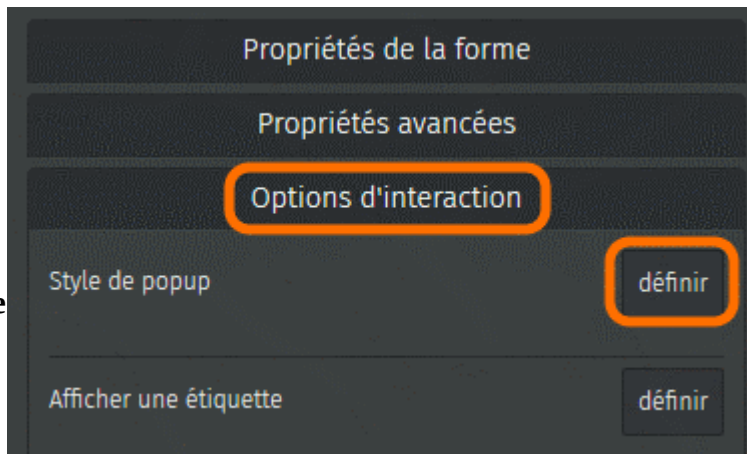 Propriétés de la forme
Propriétés avancées
Options d'interaction
Style de popup définir
e
Afficher une étiquette définir